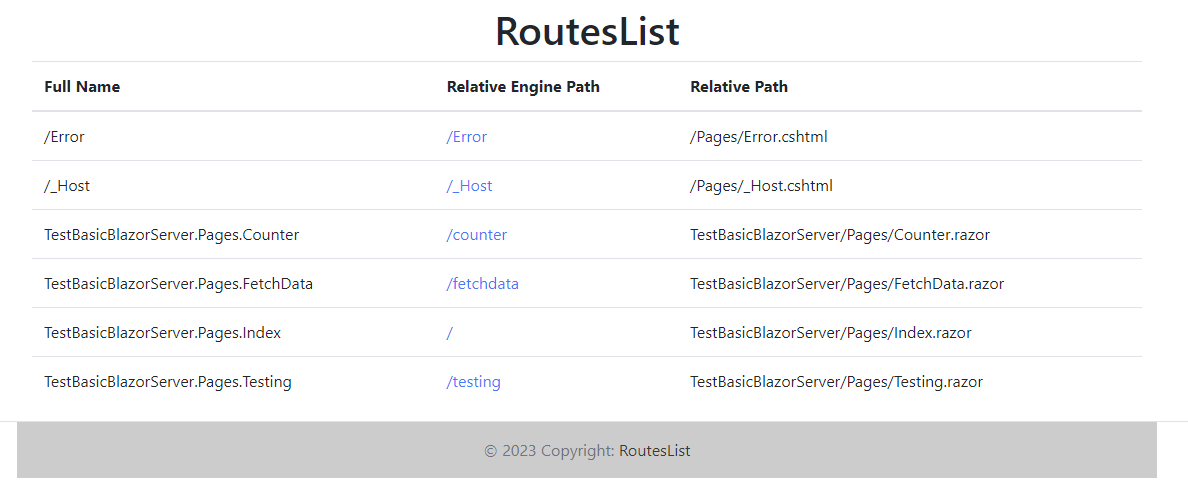 RoutesList
Full Name Relative Engine Path Relative Path
/Error /Error /Pages/Error.cshtml
/_Host /_Host /Pages/_Host.cshtml
TestBasicBlazorServer.Pages.Counter /counter TestBasicBlazorServer/Pages/Counter.razor
TestBasicBlazorServer.Pages.FetchData /fetchdata TestBasicBlazorServer/Pages/FetchData.razor
TestBasicBlazorServer.Pages.Index / TestBasicBlazorServer/Pages/Index.razor
TestBasicBlazorServer.Pages.Testing /testing TestBasicBlazorServer/Pages/Testing.razor
© 2023 Copyright: RoutesList